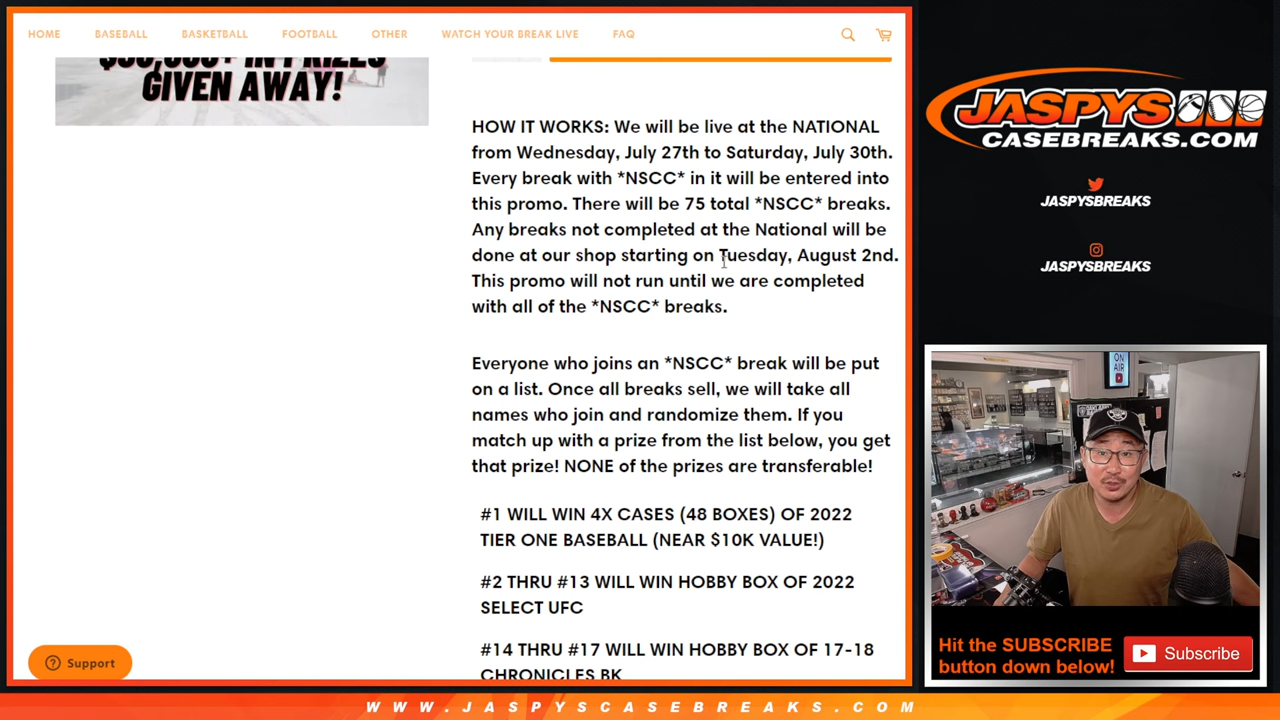 HOME BASEBALL BASKETBALL FOOTBALL OTHER WATCH YOUR BREAK LIVE FAQ
GIVEN AWAY!
HOW IT WORKS: We will be live at the NATIONAL
from Wednesday, July 27th to Saturday, July 30th.
Every break with *NSCC* in it will be entered into
this promo. There will be 75 total *NSCC* breaks.
Any breaks not completed at the National will be
done at our shop starting on Tuesday, August 2nd.
This promo will not run until we are completed
with all of the *NSCC* breaks.
Everyone who joins an *NSCC* break will be put
on a list. Once all breaks sell, we will take all
names who join and randomize them. If you
match up with a prize from the list below, you get
that prize! NONE of the prizes are transferable!
#1 WILL WIN 4X CASES (48 BOXES) OF 2022
TIER ONE BASEBALL (NEAR $10K VALUE!)
#2 THRU #13 WILL WIN HOBBY BOX OF 2022
SELECT UFC
#14 THRU #17 WILL WIN HOBBY BOX OF 17-18
CHRONICLES BK
Support
JASPYS
CASEBREAKS.COM
JASPYSBREAKS
JASPYSBREAKS
ON
AIR
Hit the SUBSCRIBE
button down below!
Subscribe
WWW.JASPYSCASEBREAKS.COM